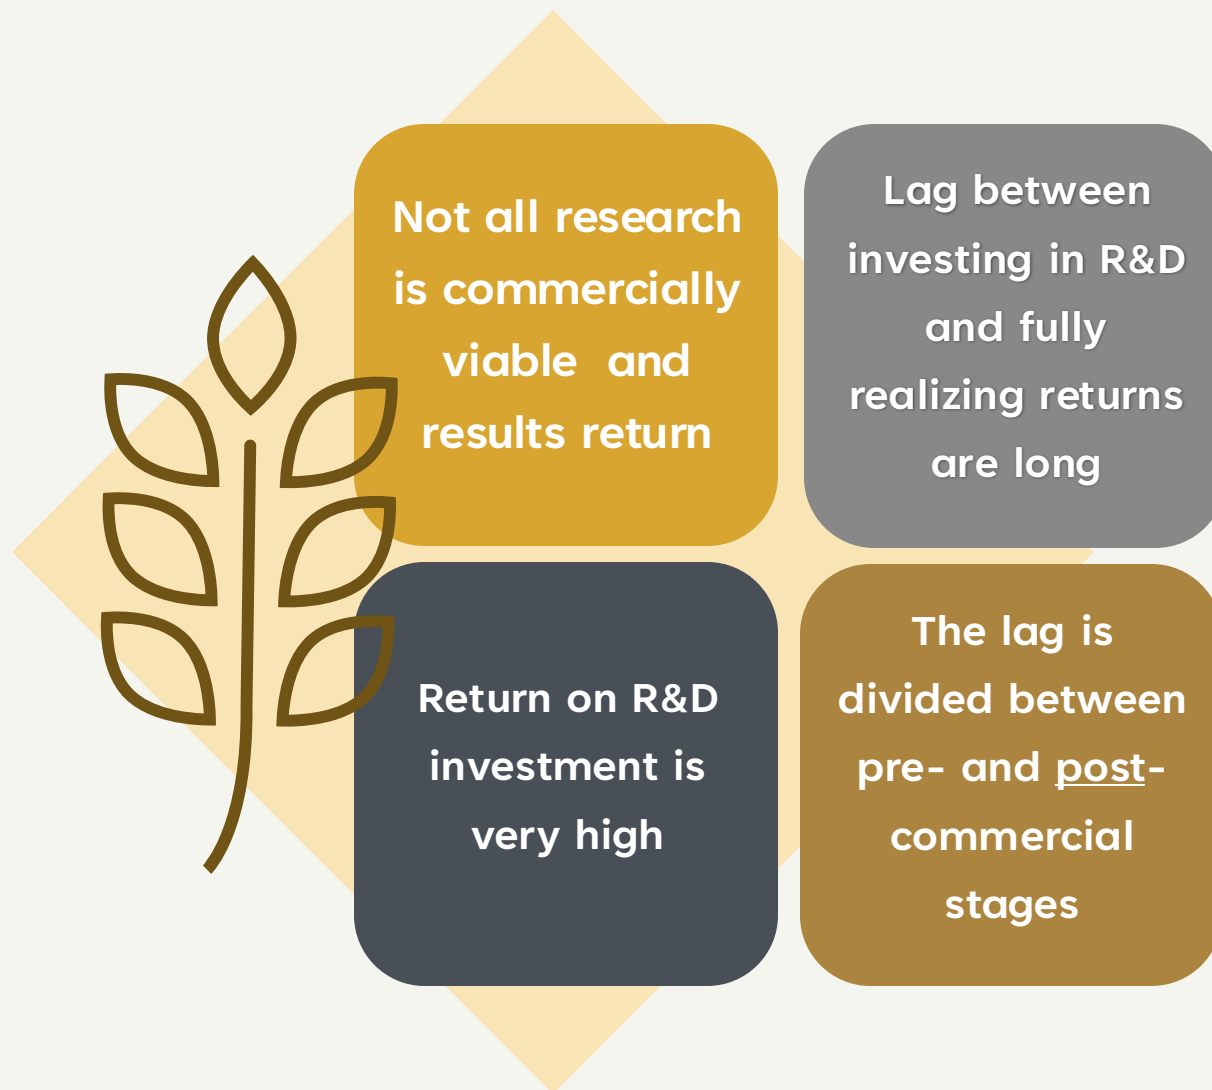 Not all research
is commercially
viable  and
results return
Lag between
investing in R&D
and fully
realizing returns
are long
Return on R&D
investment is
very high
The lag is
divided between
pre- and post-
commercial
stages